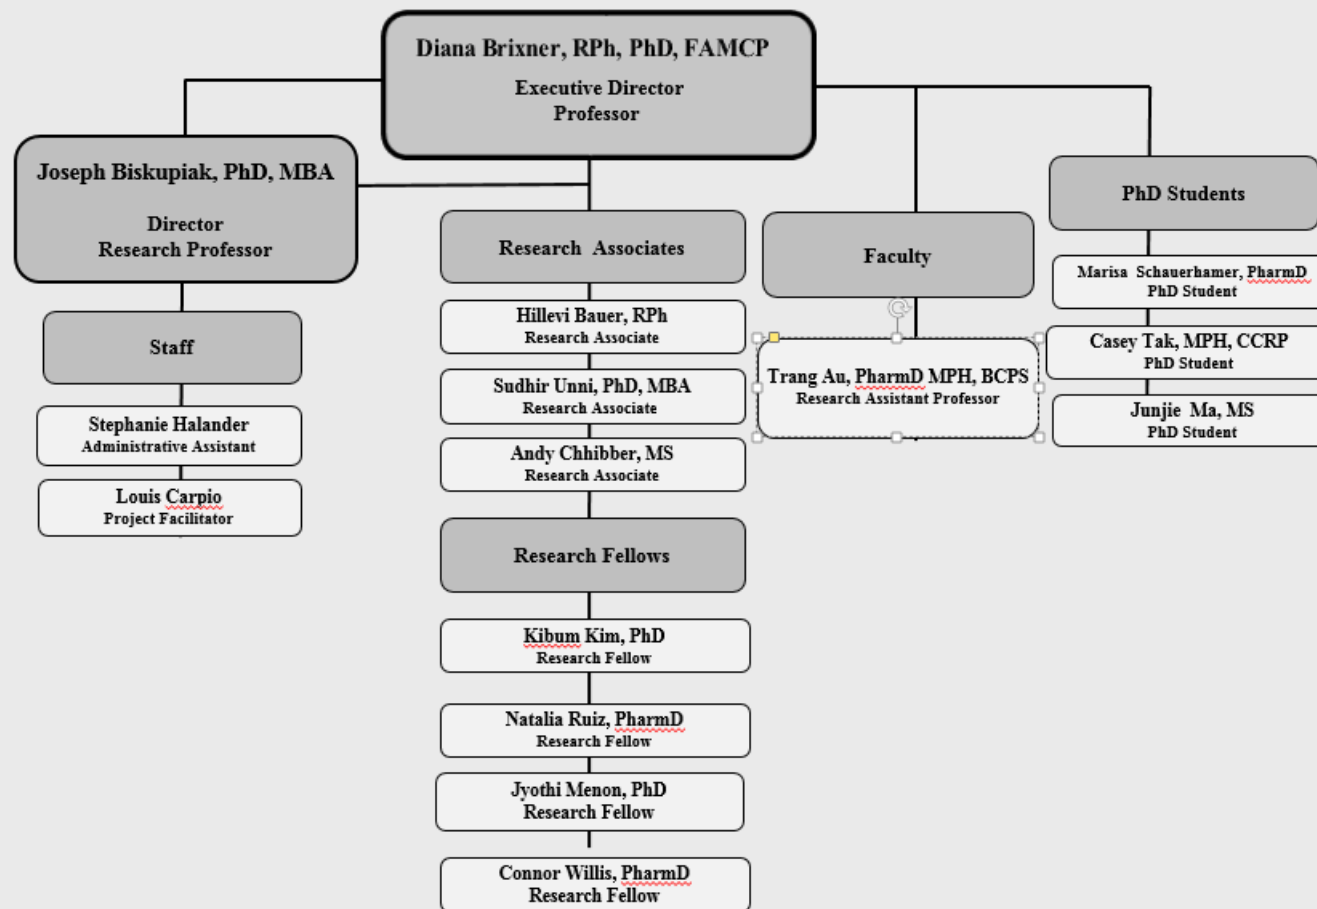 Diana Brixner, RPh, PhD, FAMCP
Executive Director
Professor
Joseph Biskupiak, PhD, MBA
Director
Research Professor
Staff
Stephanie Halander
Administrative Assistant
Louis Carpio
Project Facilitator
Research Associates
Hillevi Bauer, RPh
Research Associate
Sudhir Unni, PhD, MBA
Research Associate
Andy Chhibber, MS
Research Associate
Research Fellows
Kibum Kim, PhD
Research Fellow
Natalia Ruiz, PharmD
Research Fellow
Jyothi Menon, PhD
Research Fellow
Connor Willis, PharmD
Research Fellow
Faculty
Trang Au, PharmD MPH, BCPS
Research Assistant Professor
PhD Students
Marisa Schauerhamer, PharmD
PhD Student
Casey Tak, MPH, CCRP
PhD Student
Junjie Ma, MS
PhD Student